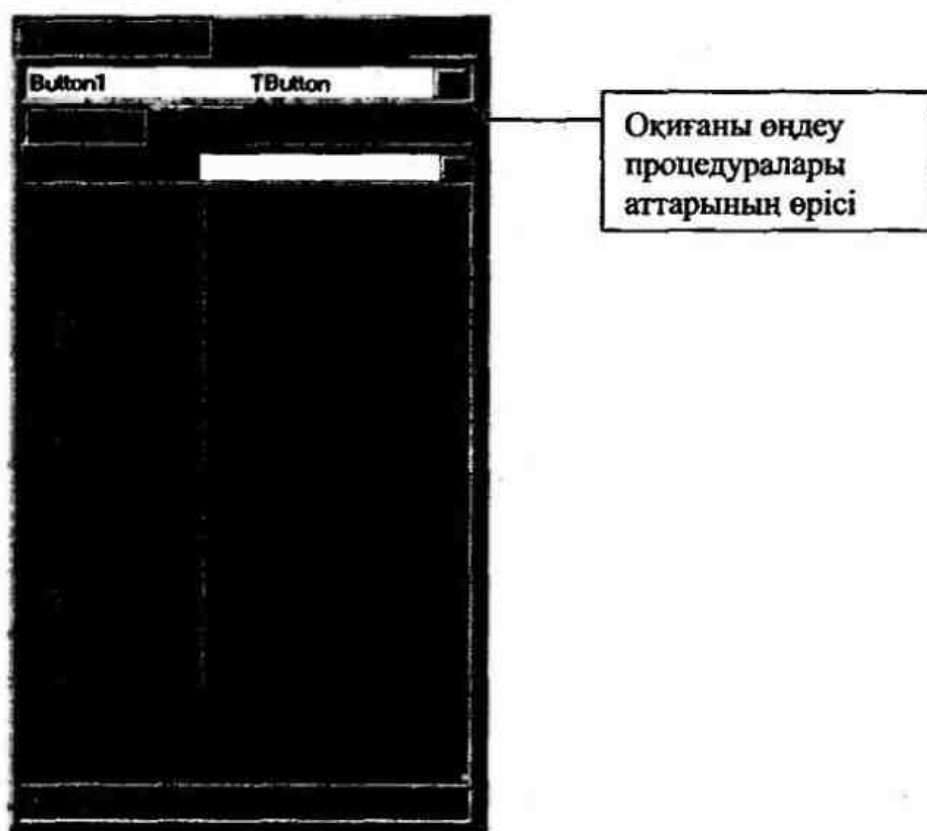 Button1 TButton
Оқиғаны өңдеу
процедуралары
аттарының өрісі